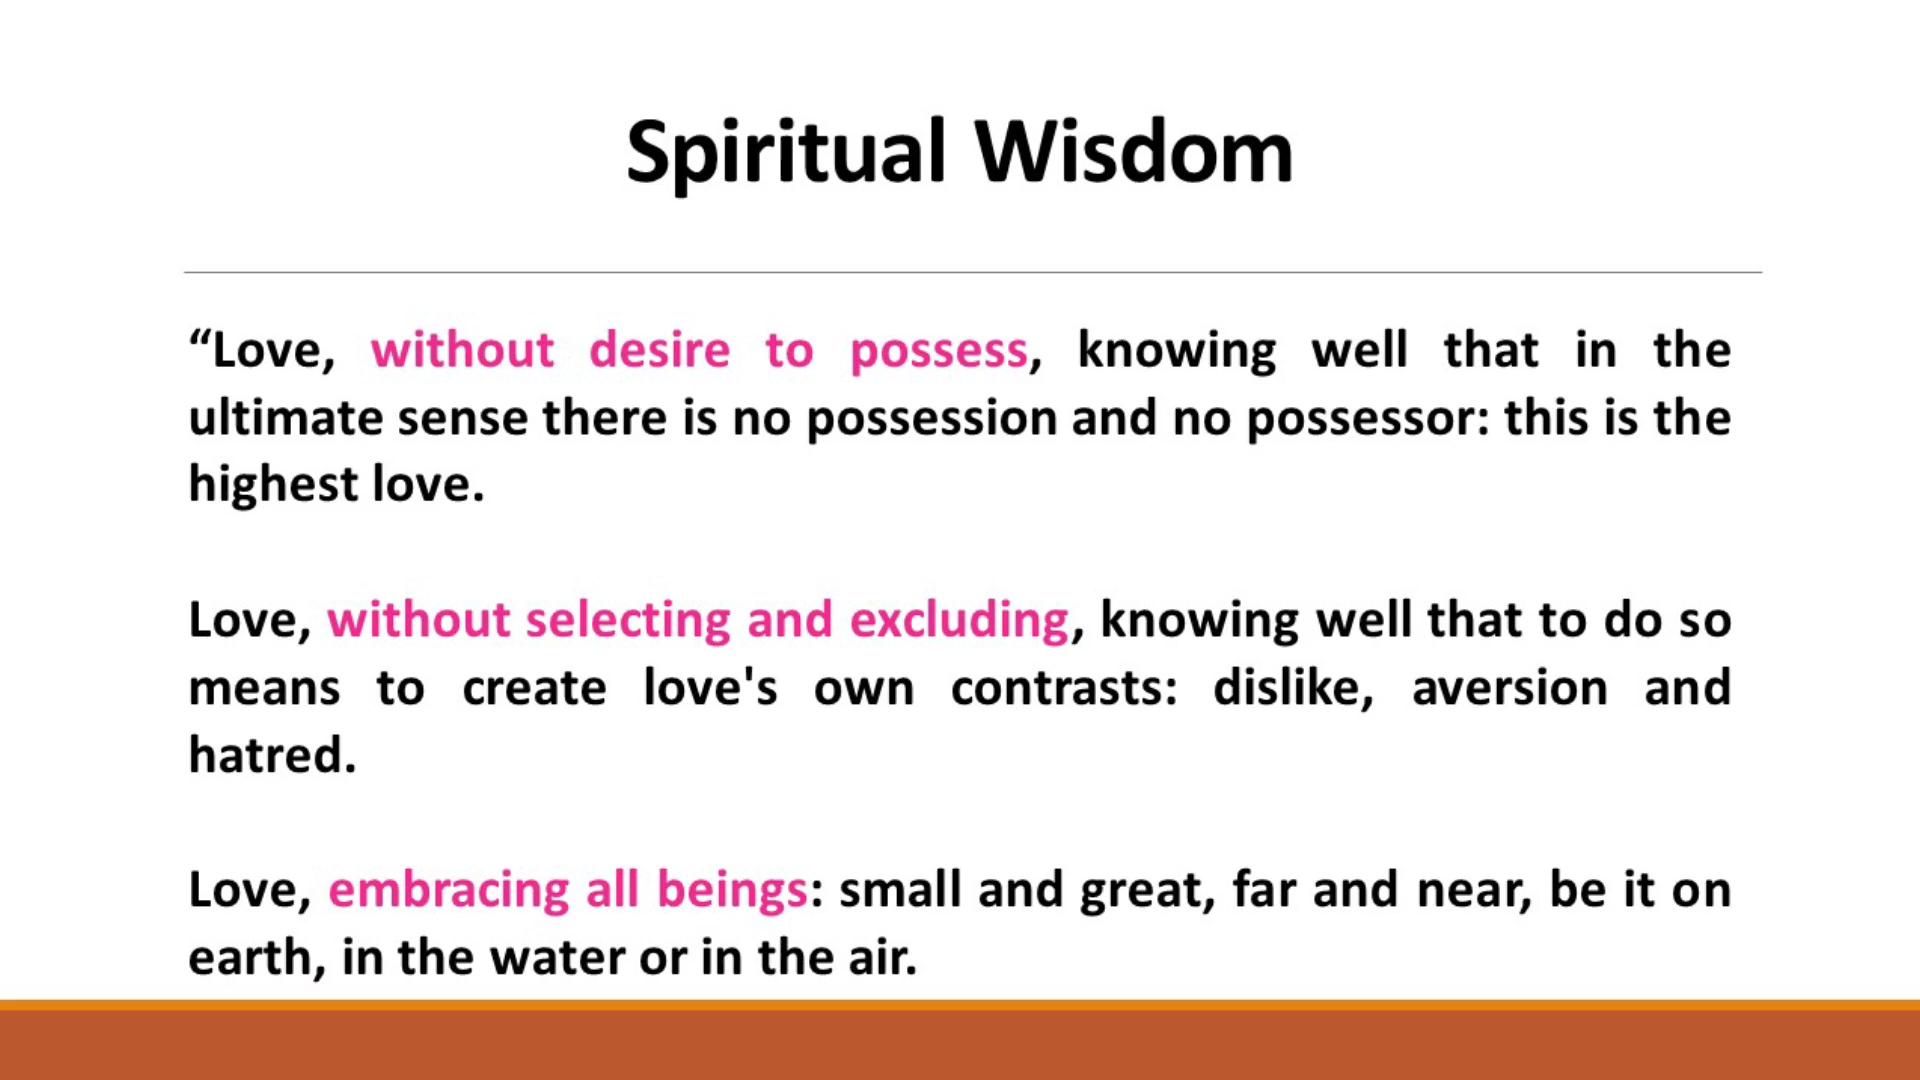 Spiritual Wisdom
“Love, without desire to possess, knowing well that in the
ultimate sense there is no possession and no possessor: this is the
highest love.
Love, without selecting and excluding, knowing well that to do so
means to create love's own contrasts: dislike, aversion and
hatred.
Love, embracing all beings: small and great, far and near, be it on
earth, in the water or in the air.